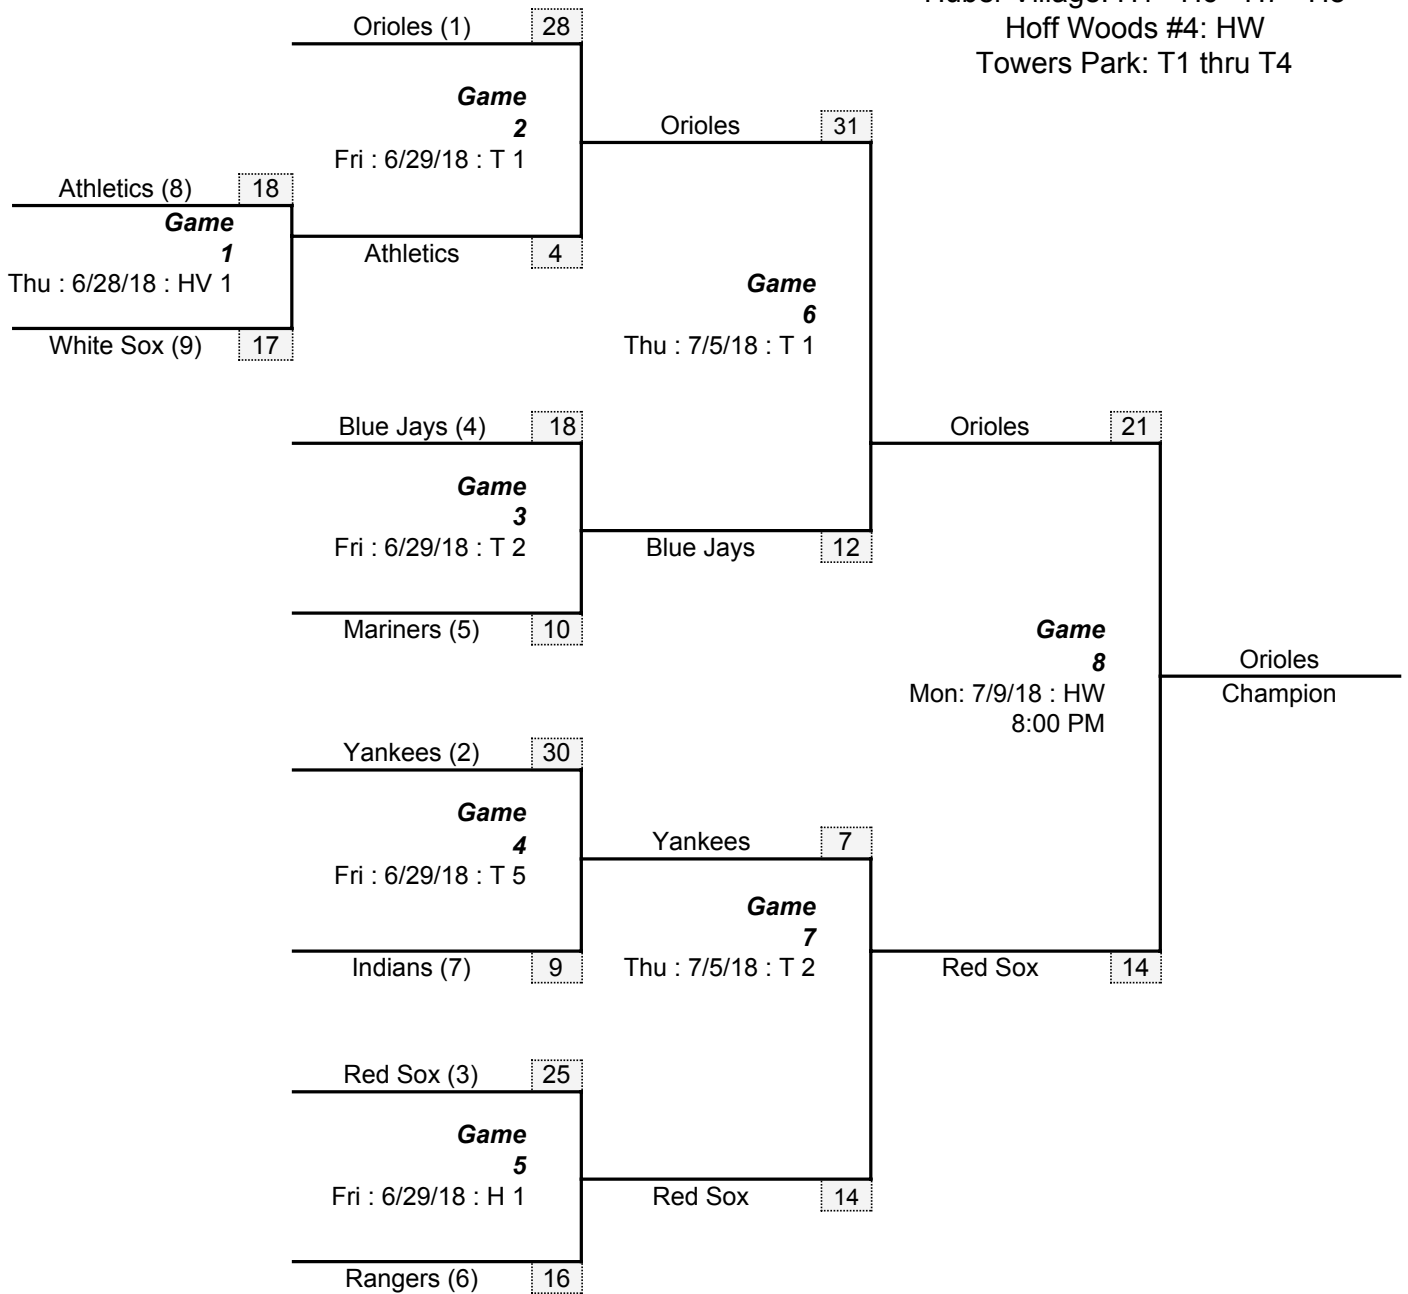 Hoff Woods #4: HW
Towers Park: T1 thru T4
Orioles (1) 28
Game
2
Fri : 6/29/18 : T 1
Athletics (8) 18
Game
1
Thu : 6/28/18 : HV 1
White Sox (9) 17
Athletics 4
Orioles 31
Game
6
Thu : 7/5/18 : T 1
Blue Jays (4) 18
Game
3
Fri : 6/29/18 : T 2
Mariners (5) 10
Blue Jays 12
Orioles 21
Game
8
Mon: 7/9/18 : HW
8:00 PM
Orioles
Champion
Yankees (2) 30
Game
4
Fri : 6/29/18 : T 5
Indians (7) 9
Yankees 7
Game
7
Thu : 7/5/18 : T 2
Red Sox 14
Red Sox (3) 25
Game
5
Fri : 6/29/18 : H 1
Rangers (6) 16
Red Sox 14